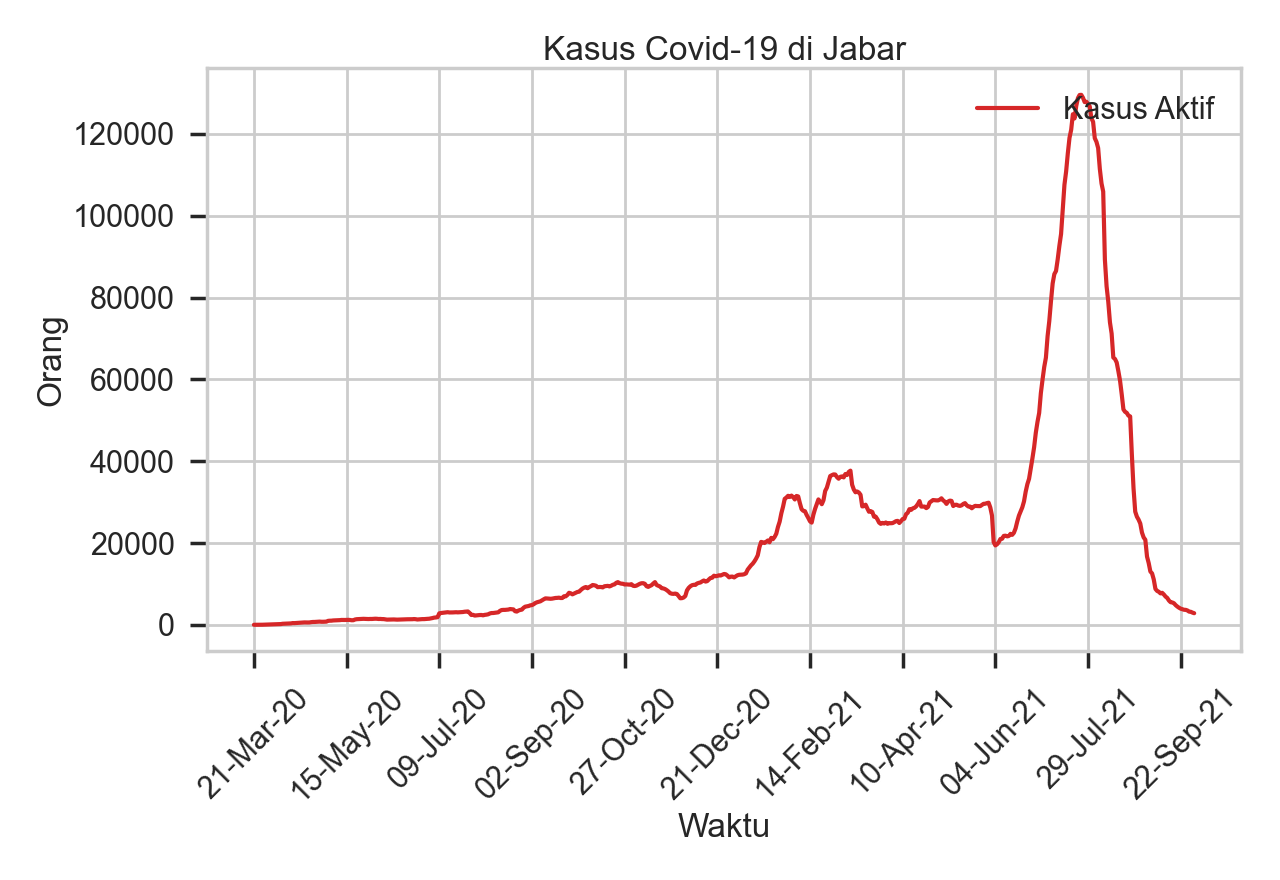 Kasus Covid-19 di Jabar
Kasus Aktif
120000
100000
80000
60000
40000
20000
0
Orang
21-Mar-20
15-May-20
09-Jul-20
02-Sep-20
27-Oct-20
21-Dec-20
14-Feb-21
10-Apr-21
04-Jun-21
29-Jul-21
22-Sep-21
Waktu